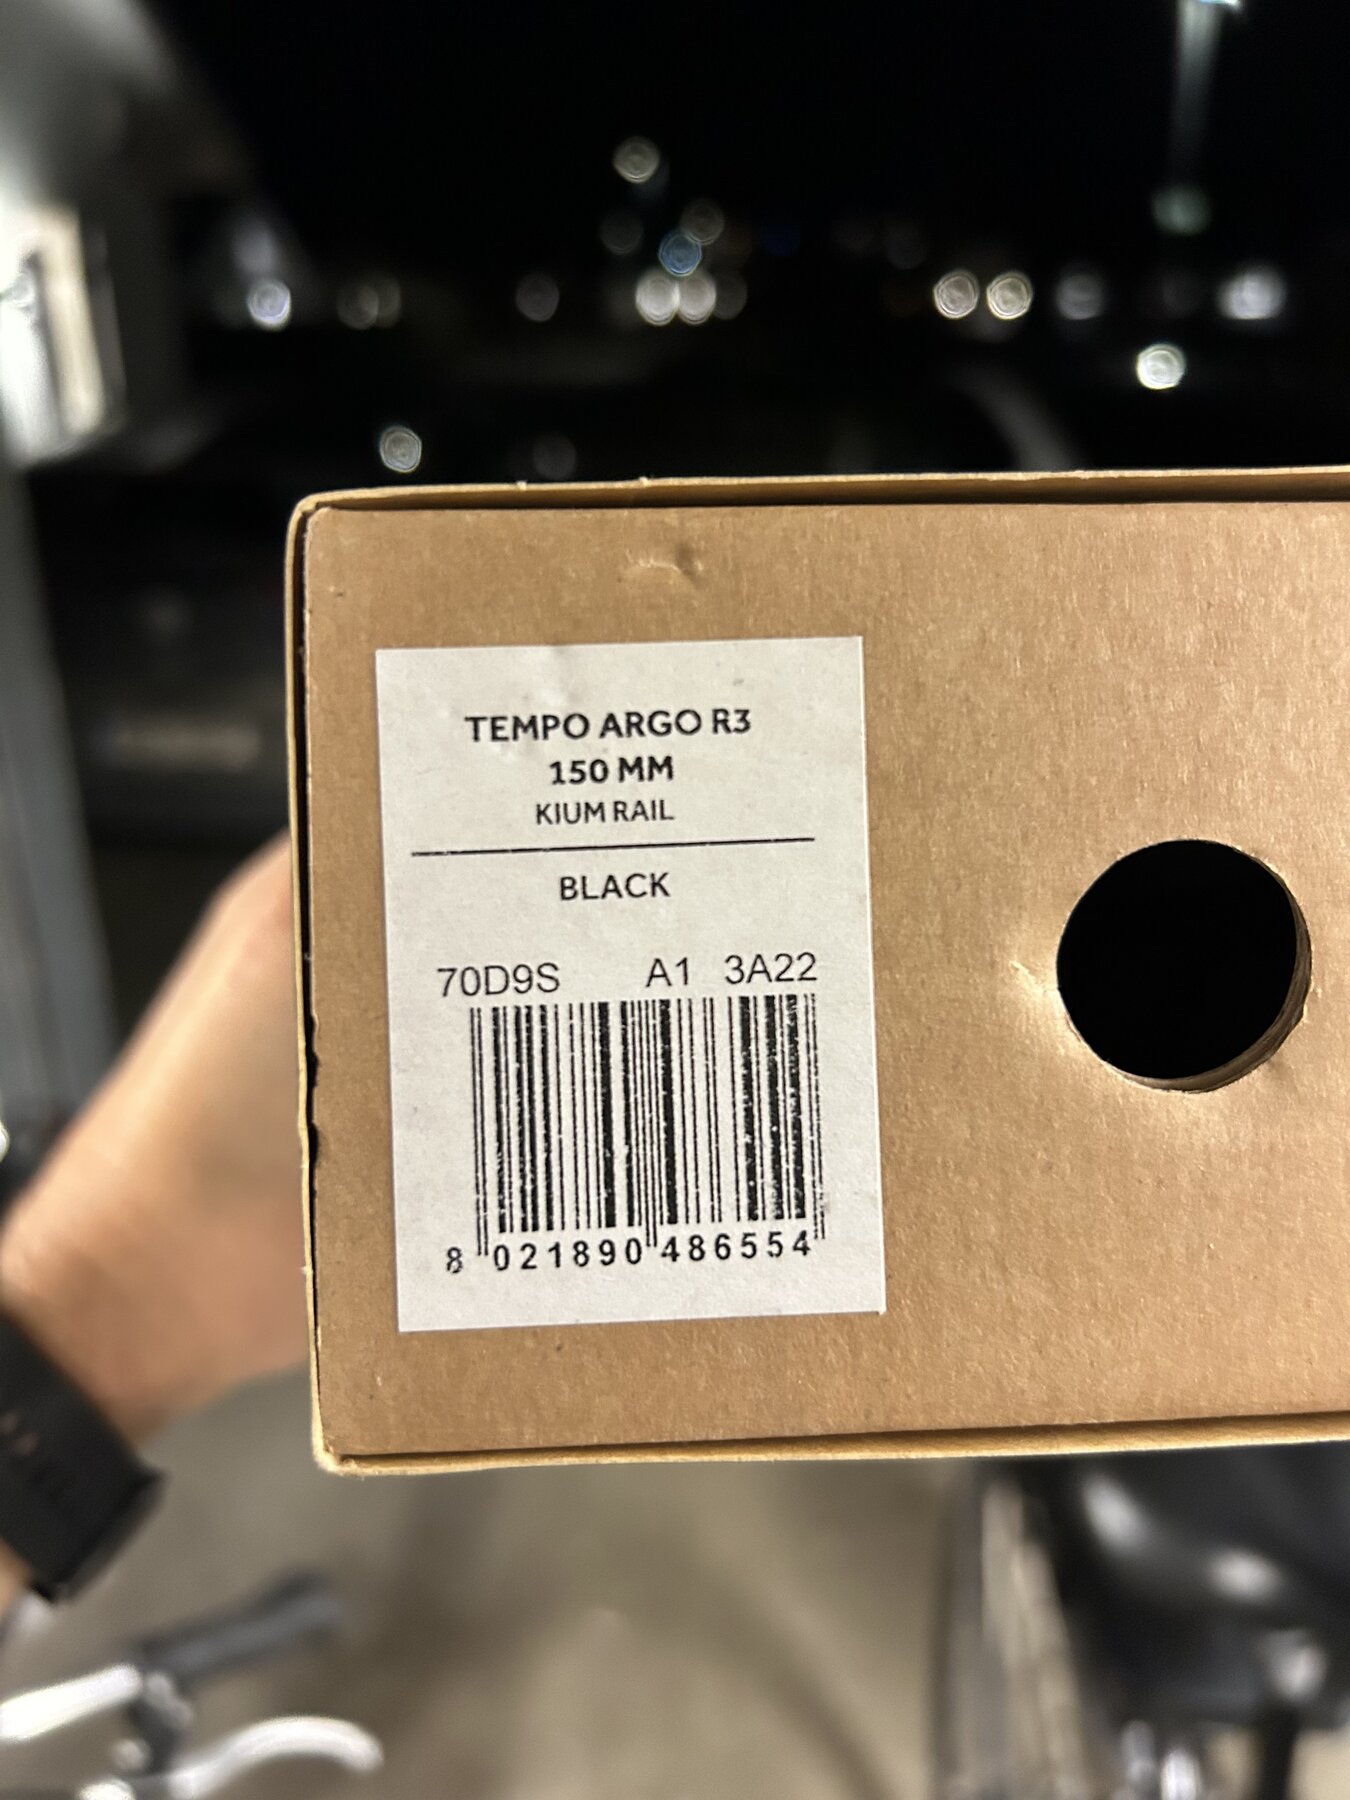 TEMPO ARGO R3
150 MM
KIUM RAIL
BLACK
70D9S A1 3A22
8 021890 486554